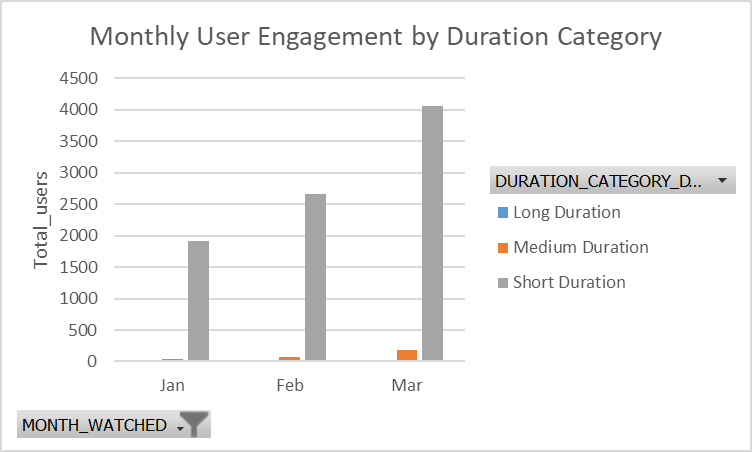 Monthly User Engagement by Duration Category
4500
4000
3500
3000
2500
2000
1500
1000
500
0
Total_users
Jan Feb Mar
DURATION_CATEGORY_D...
Long Duration
Medium Duration
Short Duration
MONTH_WATCHED